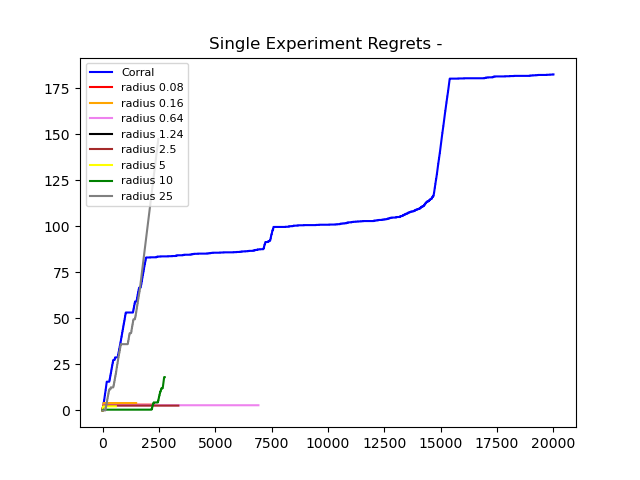 Single Experiment Regrets -
175
150
125
100
75
50
25
0
Corral
radius 0.08
radius 0.16
radius 0.64
radius 1.24
radius 2.5
radius 5
radius 10
radius 25
0 2500 5000 7500 10000 12500 15000 17500 20000